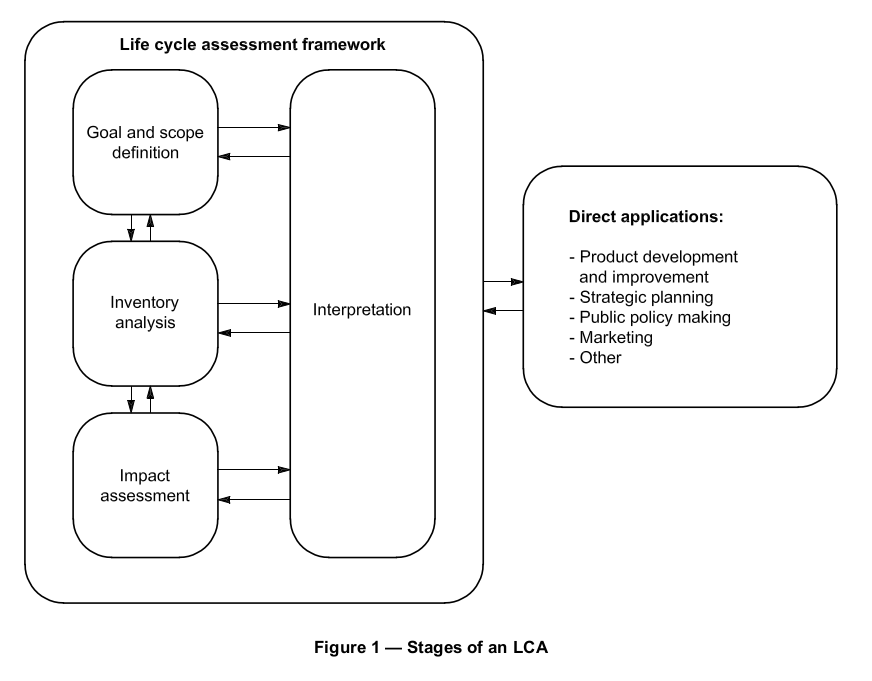 Life cycle assessment framework
Goal and scope
definition
Inventory
analysis
Impact
assessment
Interpretation
Direct applications:
- Product development
and improvement
- Strategic planning
- Public policy making
- Marketing
- Other
Figure 1 — Stages of an LCA